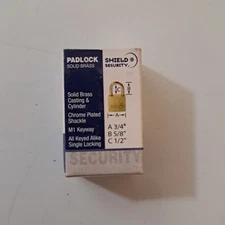 PADLOCK
SOLID BRASS
SHIELD
SECURITY
Solid Brass
Casting &
Cylinder
Chrome Plated
Shackle
M1 Keyway
All Keyed Alike
Single Locking
B
C
A
A 3/4"
B 5/8"
C 1/2"
SECURITY